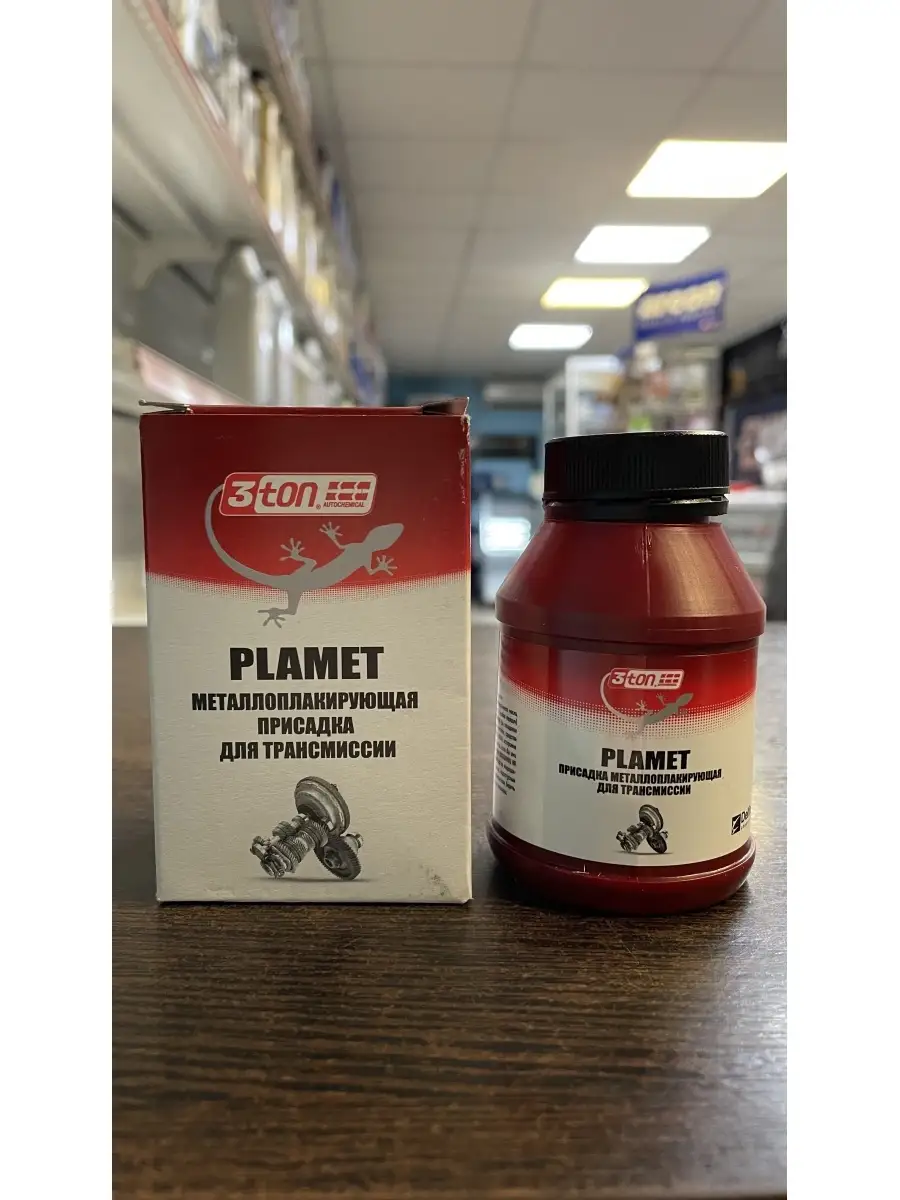 3ton
AUTOCHEMICAL
PLAMET
МЕТАЛЛОПЛАКИРУЮЩАЯ
ПРИСАДКА
ДЛЯ ТРАНСМИССИИ
3ton
PLAMET
ПРИСАДКА МЕТАЛЛОПЛАКИРУЮЩАЯ
ДЛЯ ТРАНСМИССИИ